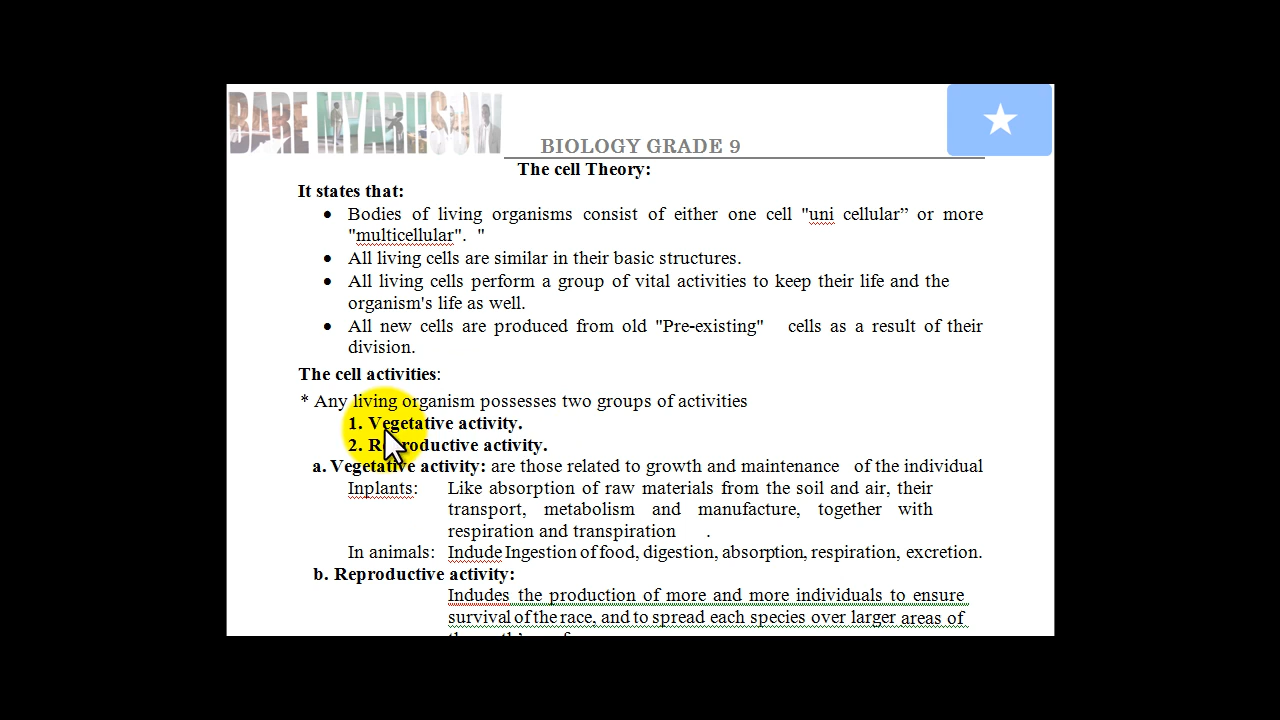 BARE MYARIISOW
BIOLOGY GRADE 9
The cell Theory:
It states that:
• Bodies of living organisms consist of either one cell "uni cellular” or more
"multicellular". "
• All living cells are similar in their basic structures.
• All living cells perform a group of vital activities to keep their life and the
organism's life as well.
• All new cells are produced from old "Pre-existing" cells as a result of their
division.
The cell activities:
* Any living organism possesses two groups of activities
1. Vegetative activity.
2. Reproductive activity.
a. Vegetative activity: are those related to growth and maintenance of the individual
Inplants: Like absorption of raw materials from the soil and air, their
transport, metabolism and manufacture, together with
respiration and transpiration .
In animals: Indude Ingestion of food, digestion, absorption, respiration, excretion.
b. Reproductive activity:
Indudes the production of more and more individuals to ensure
survival of the race, and to spread each species over larger areas of